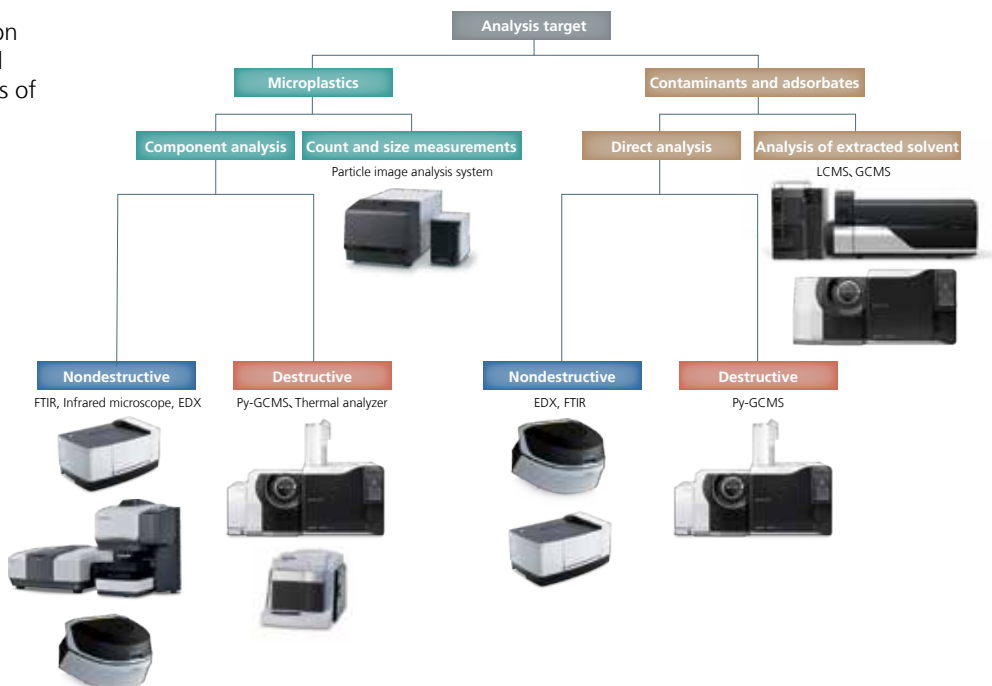 on
l
s of
Analysis target
Microplastics
Contaminants and adsorbates
Component analysis
Count and size measurements
Direct analysis
Analysis of extracted solvent
Particle image analysis system
LCMS、GCMS
Nondestructive
Destructive
Nondestructive
Destructive
FTIR, Infrared microscope, EDX
Py-GCMS、Thermal analyzer
EDX, FTIR
Py-GCMS